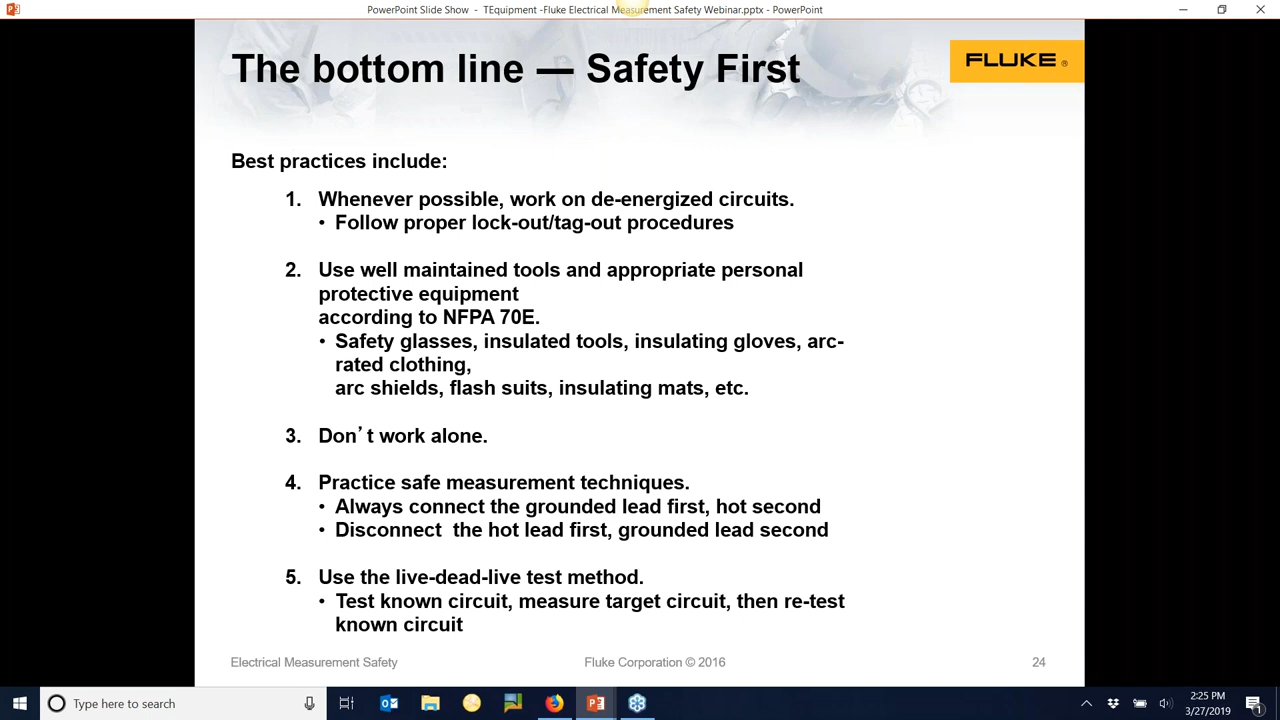 PowerPoint Slide Show - TEquipment -Fluke Electrical Measurement Safety Webinar.pptx - PowerPoint
The bottom line — Safety First
FLUKE ®
Best practices include:
1. Whenever possible, work on de-energized circuits.
• Follow proper lock-out/tag-out procedures
2. Use well maintained tools and appropriate personal
protective equipment
according to NFPA 70E.
• Safety glasses, insulated tools, insulating gloves, arc-
rated clothing,
arc shields, flash suits, insulating mats, etc.
3. Don’t work alone.
4. Practice safe measurement techniques.
• Always connect the grounded lead first, hot second
• Disconnect the hot lead first, grounded lead second
5. Use the live-dead-live test method.
• Test known circuit, measure target circuit, then re-test
known circuit
Electrical Measurement Safety
Fluke Corporation © 2016
24
Type here to search
2:25 PM
3/27/2019
1